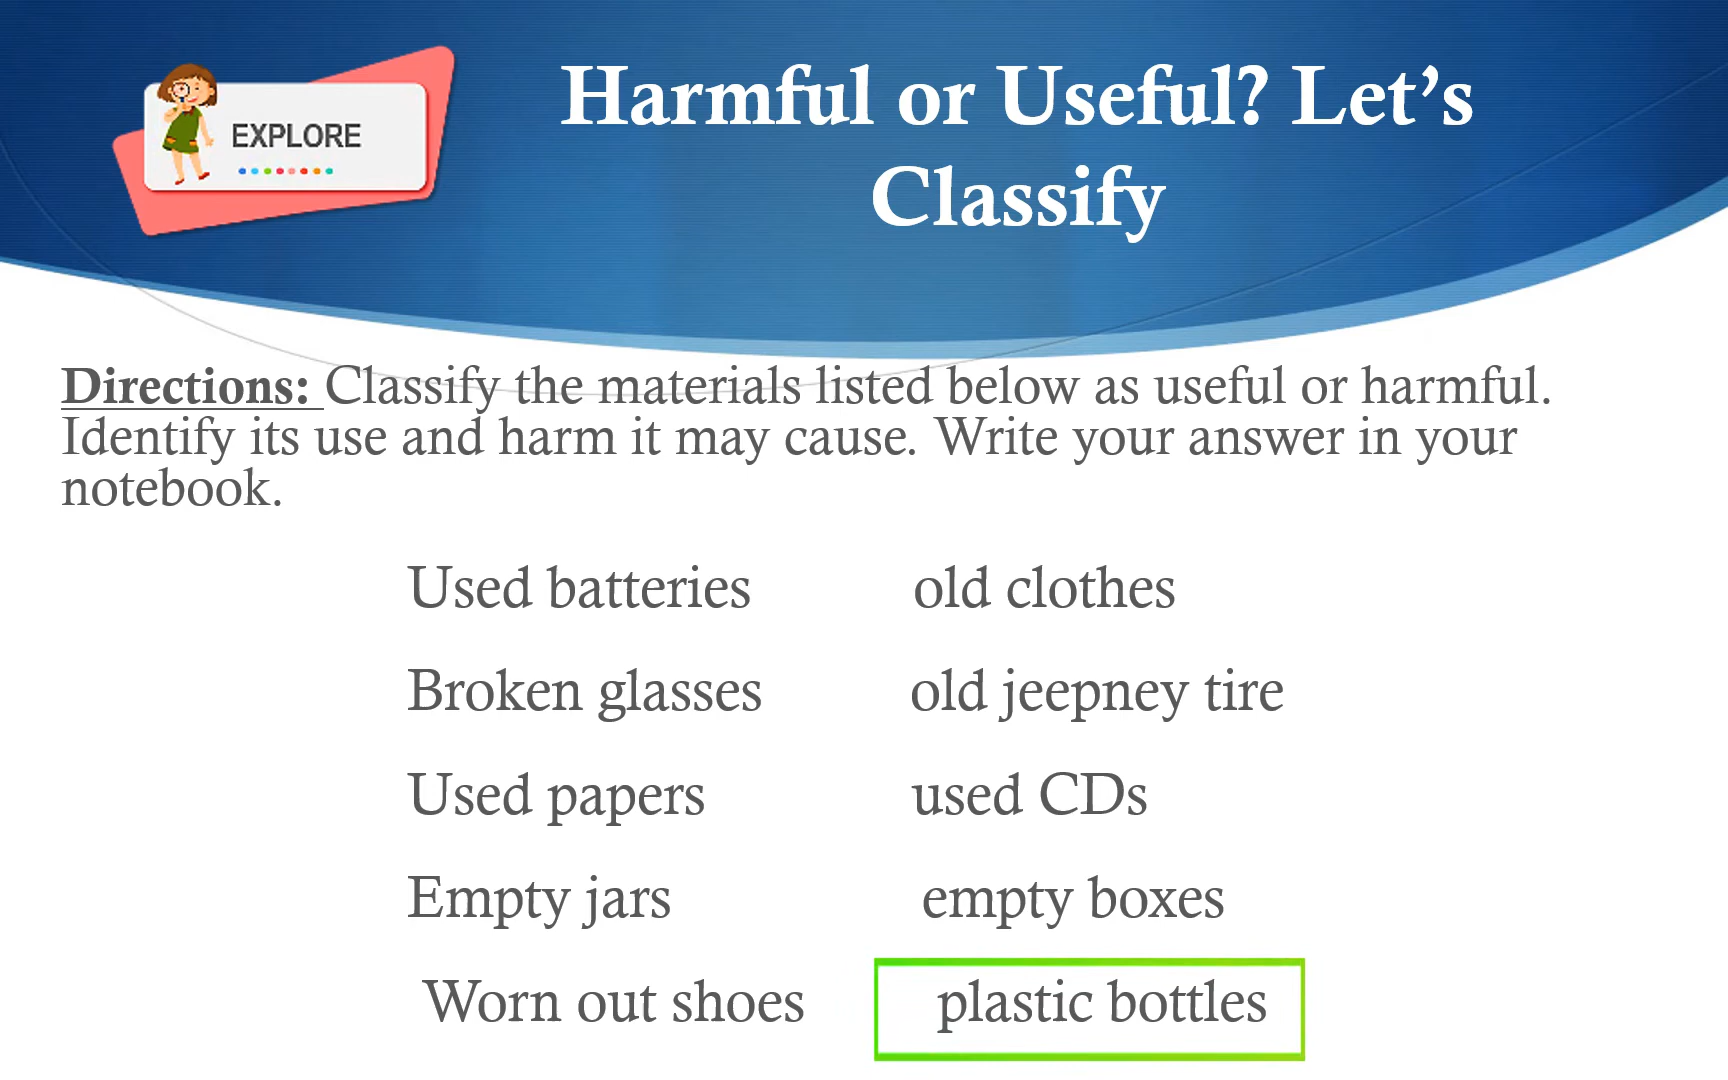 EXPLORE
Harmful or Useful? Let’s
Classify
Directions: Classify the materials listed below as useful or harmful.
Identify its use and harm it may cause. Write your answer in your
notebook.
Used batteries old clothes
Broken glasses old jeepney tire
Used papers used CDs
Empty jars empty boxes
Worn out shoes plastic bottles